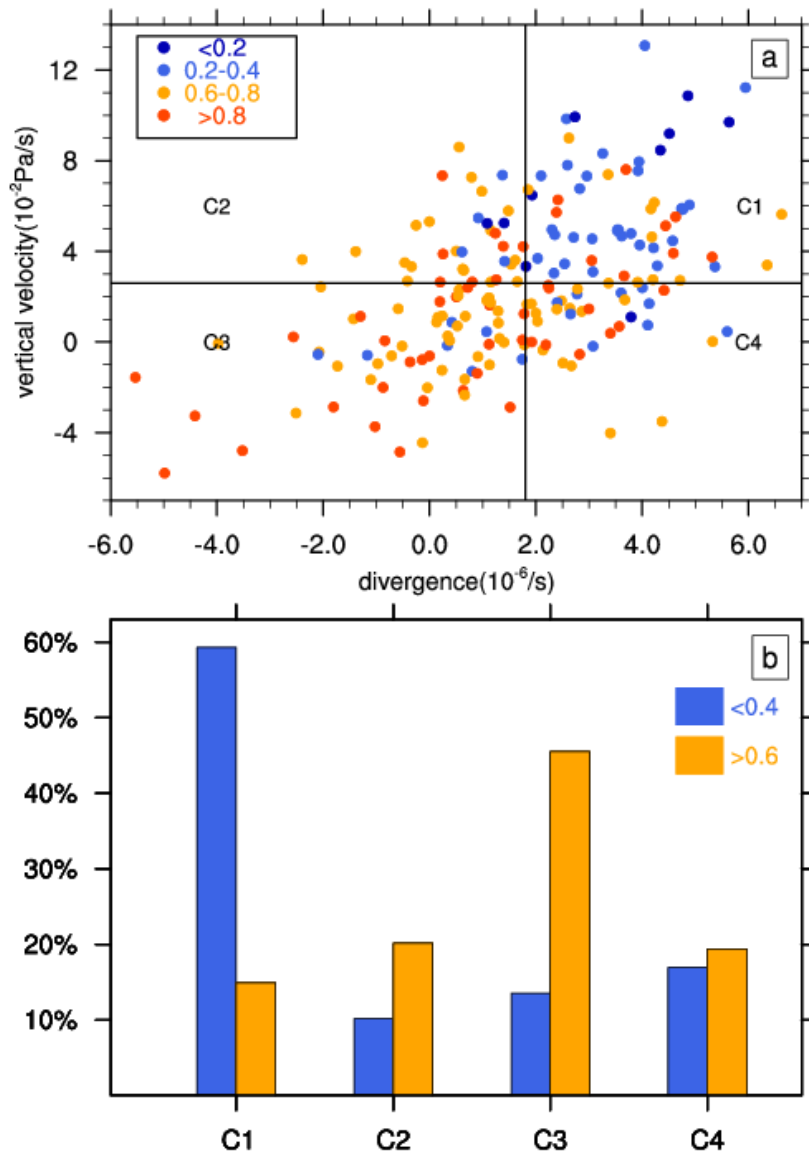 a
<0.2
0.2-0.4
0.6-0.8
>0.8
12
8
4
0
-4
vertical velocity(10⁻²Pa/s)
C2
C1
C3
C4
-6.0 -4.0 -2.0 0.0 2.0 4.0 6.0
divergence(10⁻⁶/s)
b
<0.4
>0.6
60%
50%
40%
30%
20%
10%
C1 C2 C3 C4